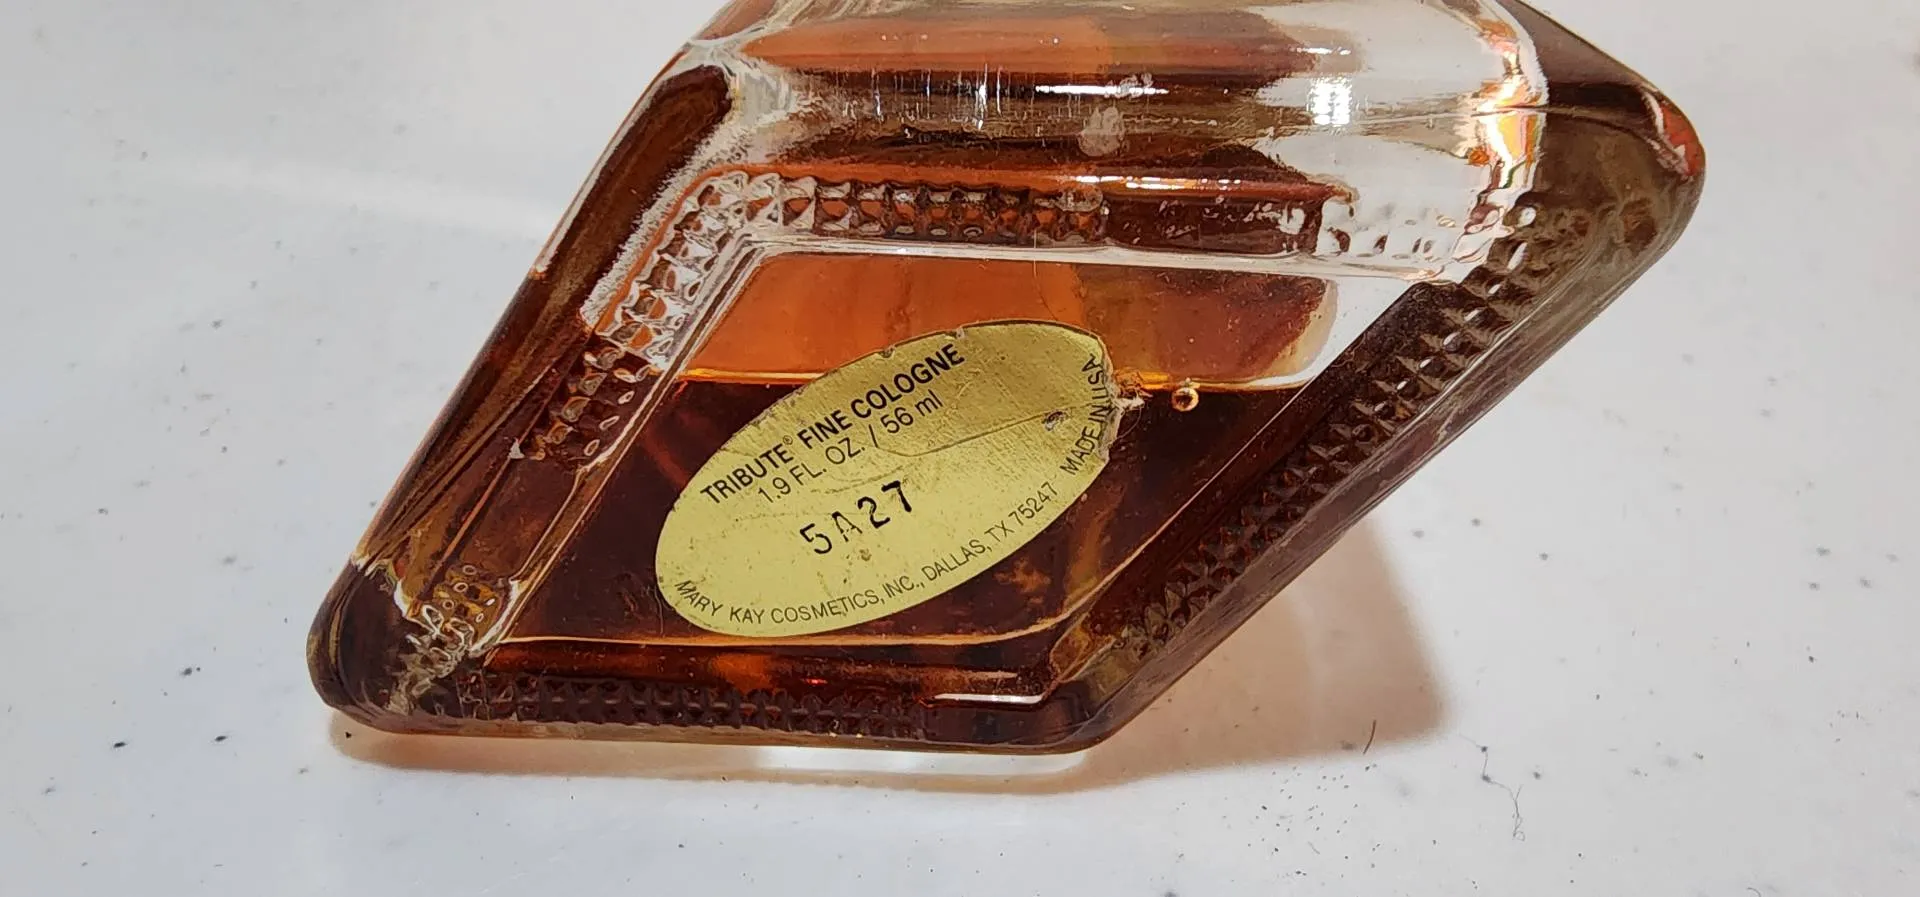 TRIBUTE® FINE COLOGNE
1.9 FL. OZ. / 56 ml
5A27
MARY KAY COSMETICS, INC., DALLAS, TX 75247 MADE IN USA